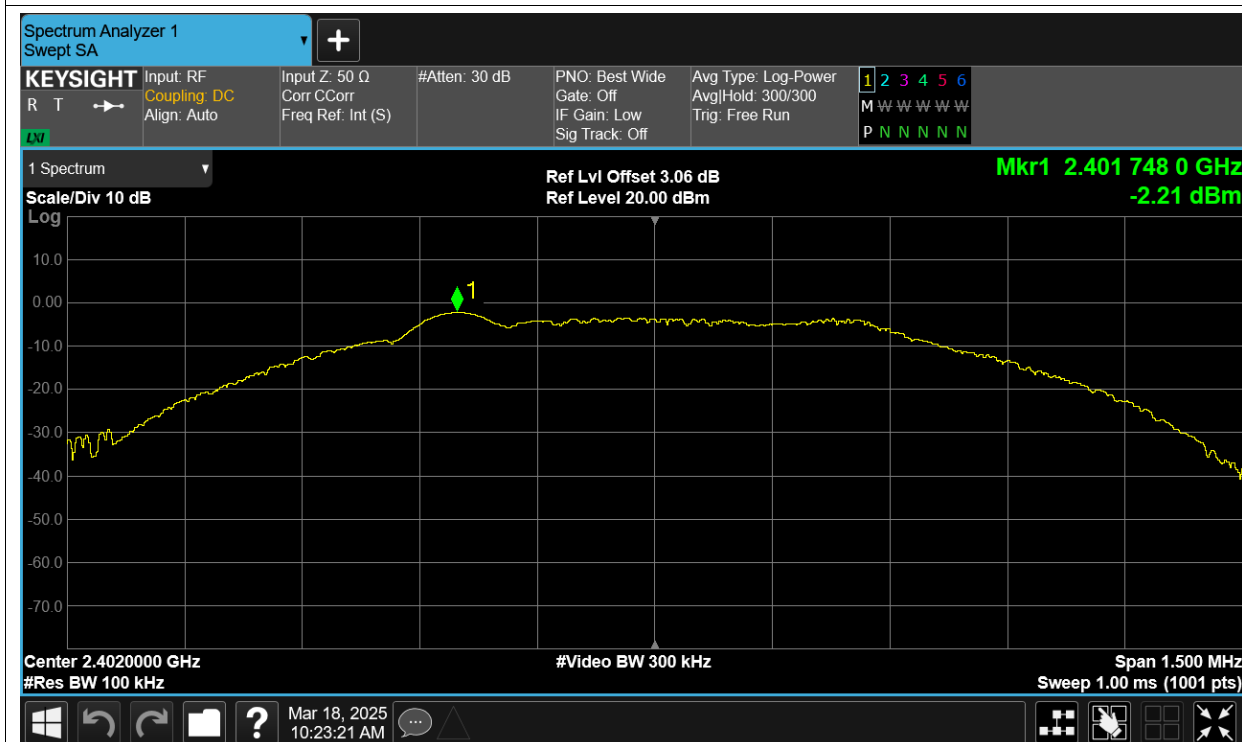 Spectrum Analyzer 1
Swept SA
KEYSIGHT
R T
LXI
Input: RF
Coupling: DC
Align: Auto
Input Z: 50 Ω
Corr CCorr
Freq Ref: Int (S)
#Atten: 30 dB
PNO: Best Wide
Gate: Off
IF Gain: Low
Sig Track: Off
Avg Type: Log-Power
Avg|Hold: 300/300
Trig: Free Run
1 2 3 4 5 6
M W W W W W
P N N N N N
1 Spectrum
Scale/Div 10 dB
Ref Lvl Offset 3.06 dB
Ref Level 20.00 dBm
Mkr1 2.401 748 0 GHz
-2.21 dBm
Log
10.0
0.00
-10.0
-20.0
-30.0
-40.0
-50.0
-60.0
-70.0
1
Center 2.4020000 GHz
#Res BW 100 kHz
#Video BW 300 kHz
Span 1.500 MHz
Sweep 1.00 ms (1001 pts)
?
Mar 18, 2025
10:23:21 AM